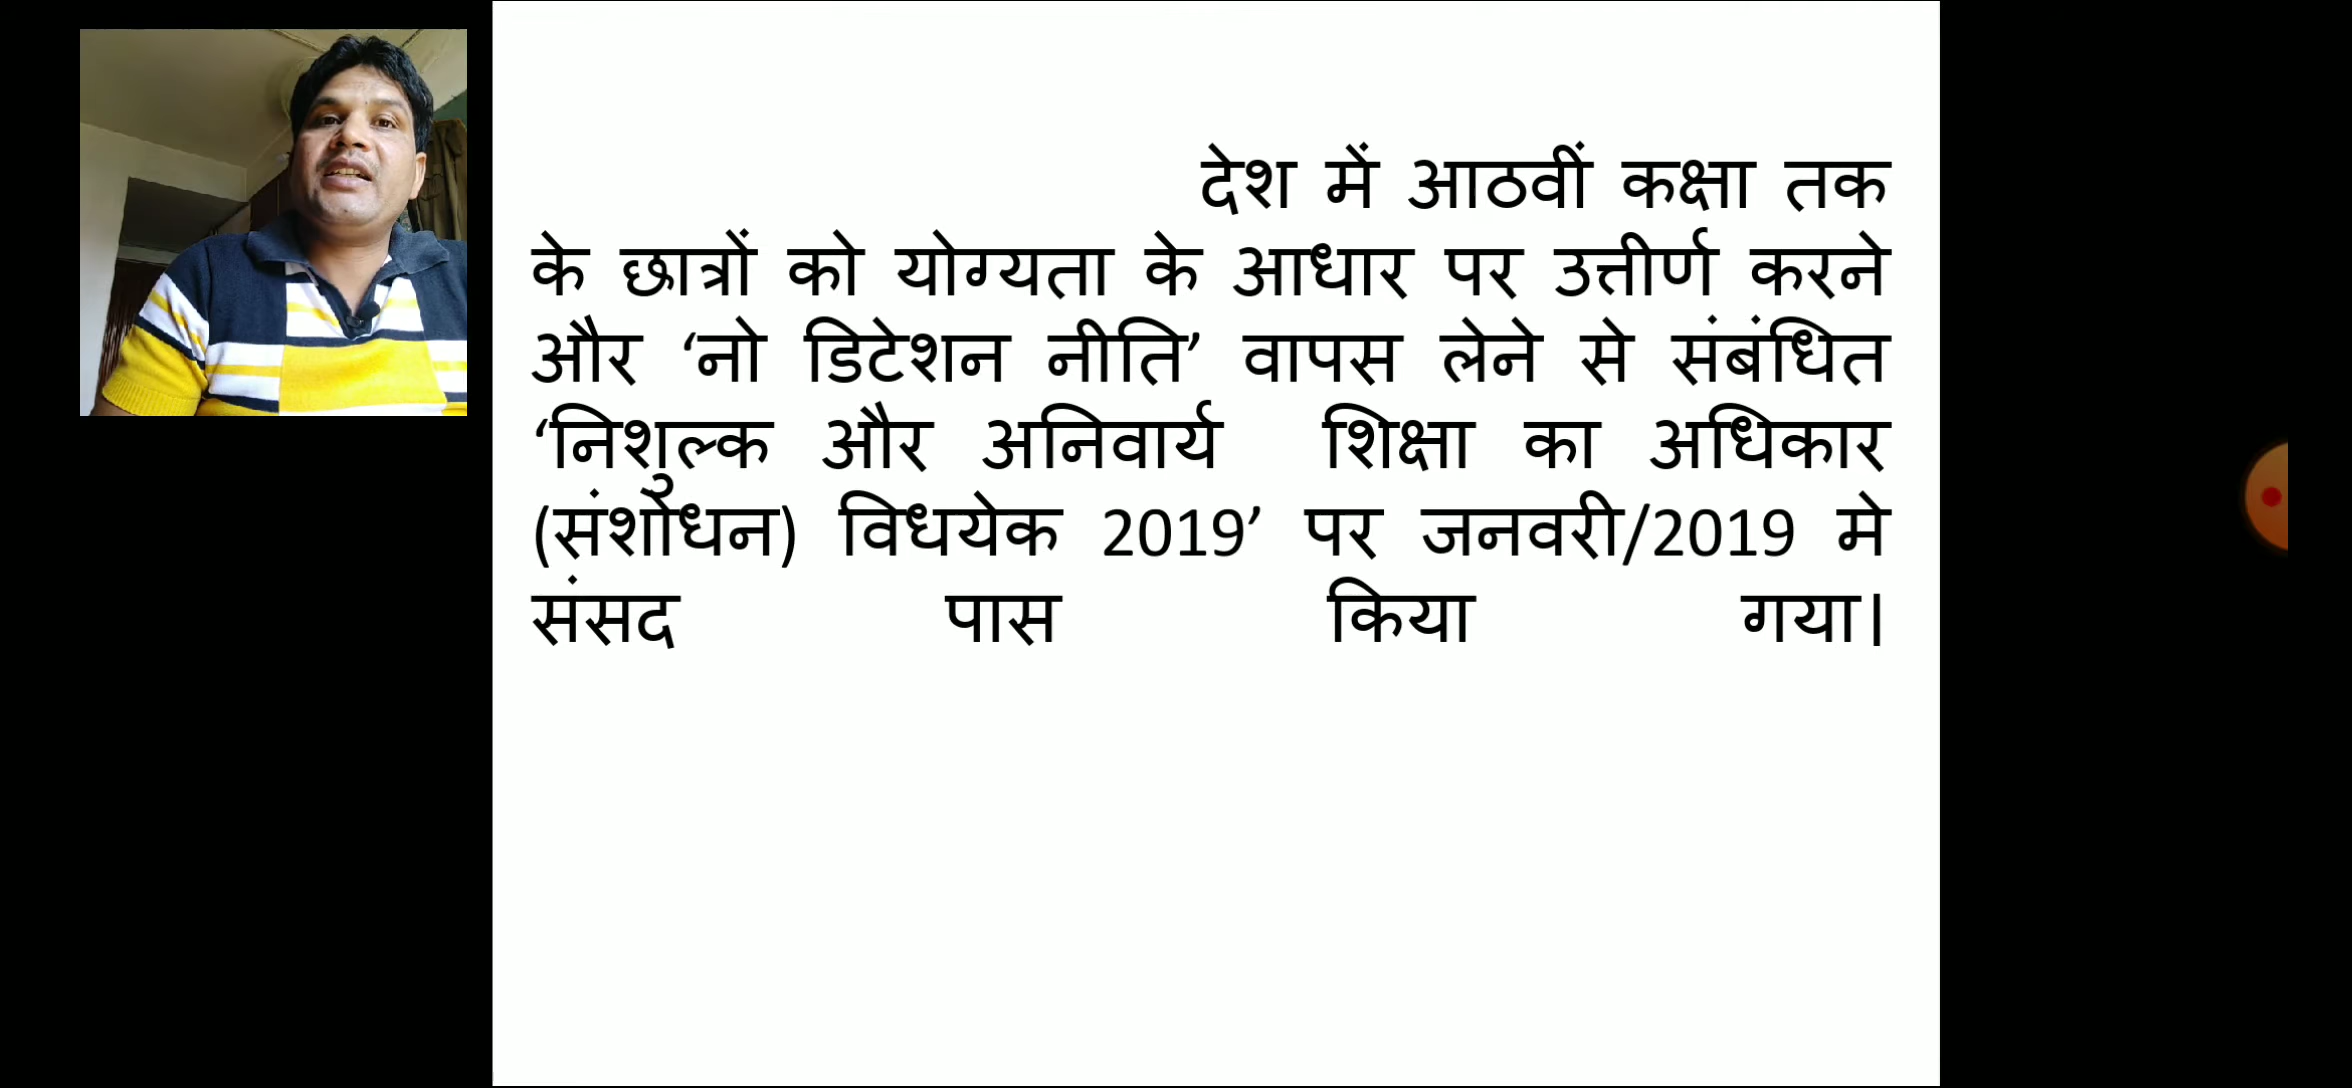 देश में आठवीं कक्षा तक
के छात्रों को योग्यता के आधार पर उत्तीर्ण करने
और ‘नो डिटेशन नीति’ वापस लेने से संबंधित
‘निशुल्क और अनिवार्य शिक्षा का अधिकार
(संशोधन) विधयेक 2019’ पर जनवरी/2019 मे
संसद पास किया गया।